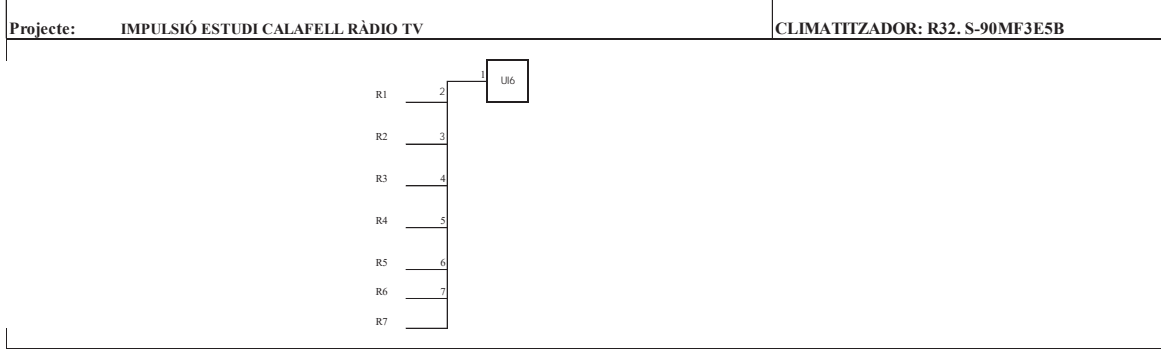 Projecte: IMPULSIÓ ESTUDI CALAFELL RÀDIO TV CLIMATITZADOR: R32. S-90MF3E5B
1 UI6
R1 2
R2 3
R3 4
R4 5
R5 6
R6 7
R7